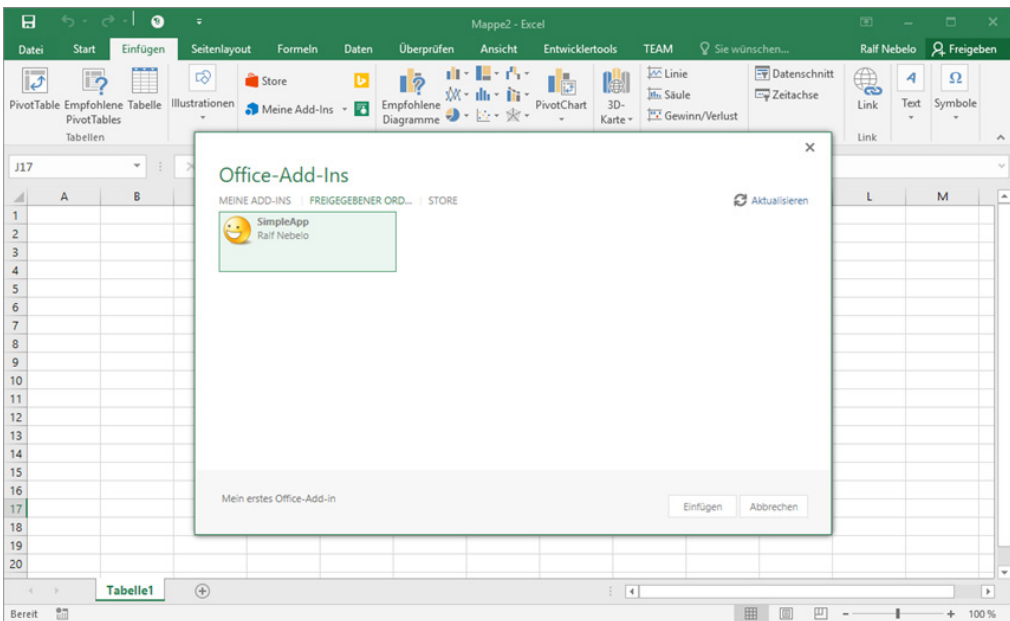 Mappe2 - Excel
Datei Start Einfügen Seitenlayout Formeln Daten Überprüfen Ansicht Entwicklertools TEAM Sie wünschen... Ralf Nebelo Freigeben
PivotTable Empfohlene PivotTables Tabelle
Illustrationen
Store
Meine Add-Ins
Empfohlene Diagramme
PivotChart
3D-Karte
Linie
Säule
Gewinn/Verlust
Datenschnitt
Zeitachse
Link
Text
Symbole
Tabellen
Link
J17
A B L M
1
2
3
4
5
6
7
8
9
10
11
12
13
14
15
16
17
18
19
20
Office-Add-Ins
MEINE ADD-INS | FREIGEGEBENER ORD... | STORE
Aktualisieren
SimpleApp
Ralf Nebelo
Mein erstes Office-Add-in
Einfügen Abbrechen
Tabelle1
Bereit
100 %